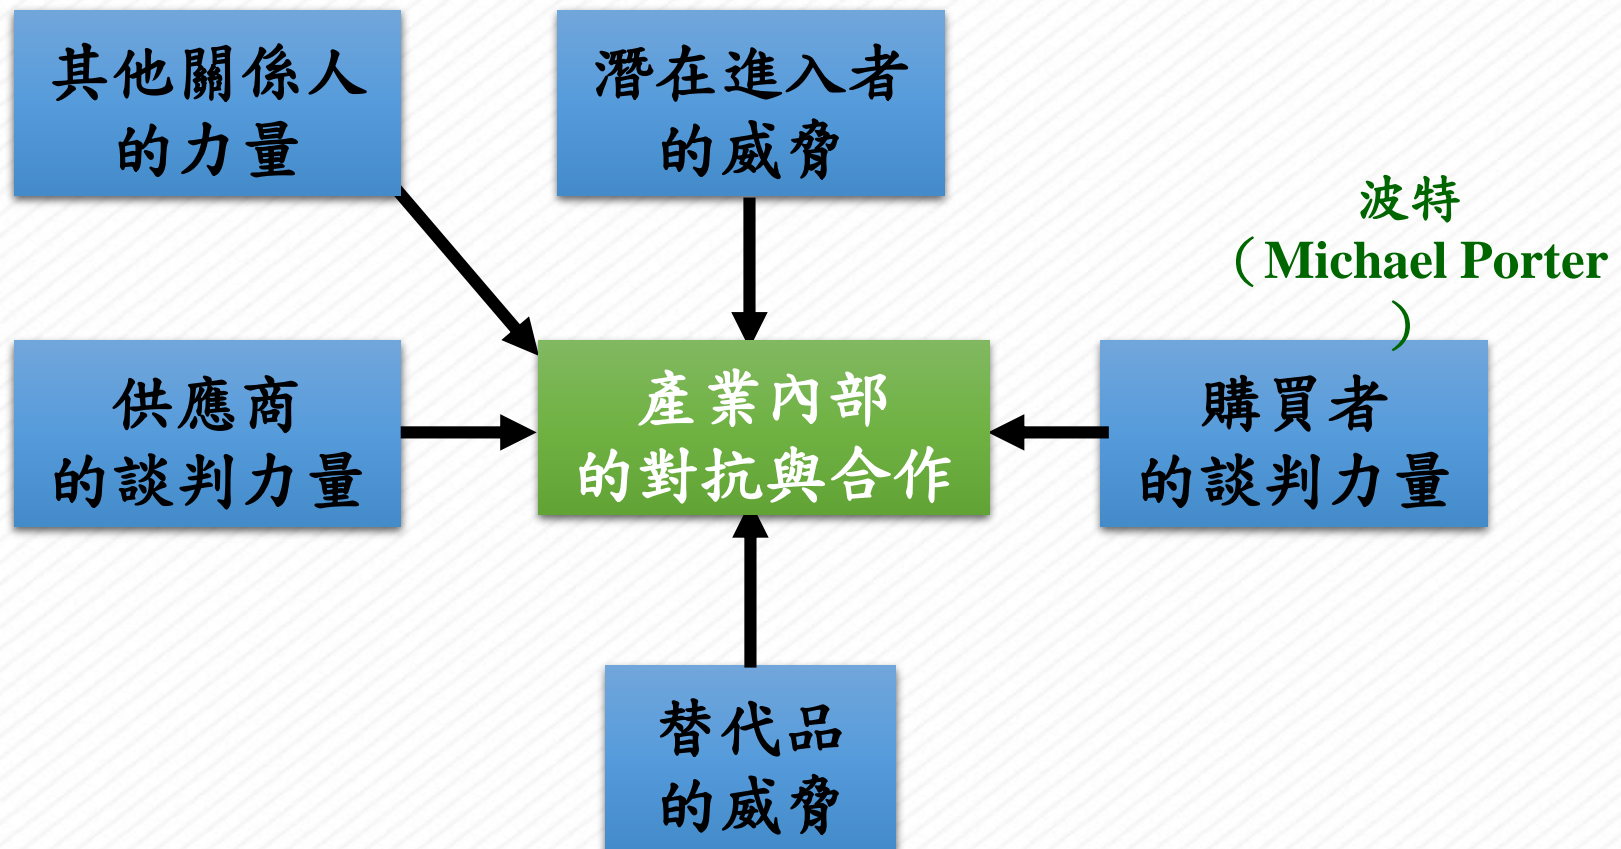 其他關係人
的力量
潛在進入者
的威脅
波特
（Michael Porter
）
供應商
的談判力量
產業內部
的對抗與合作
購買者
的談判力量
替代品
的威脅